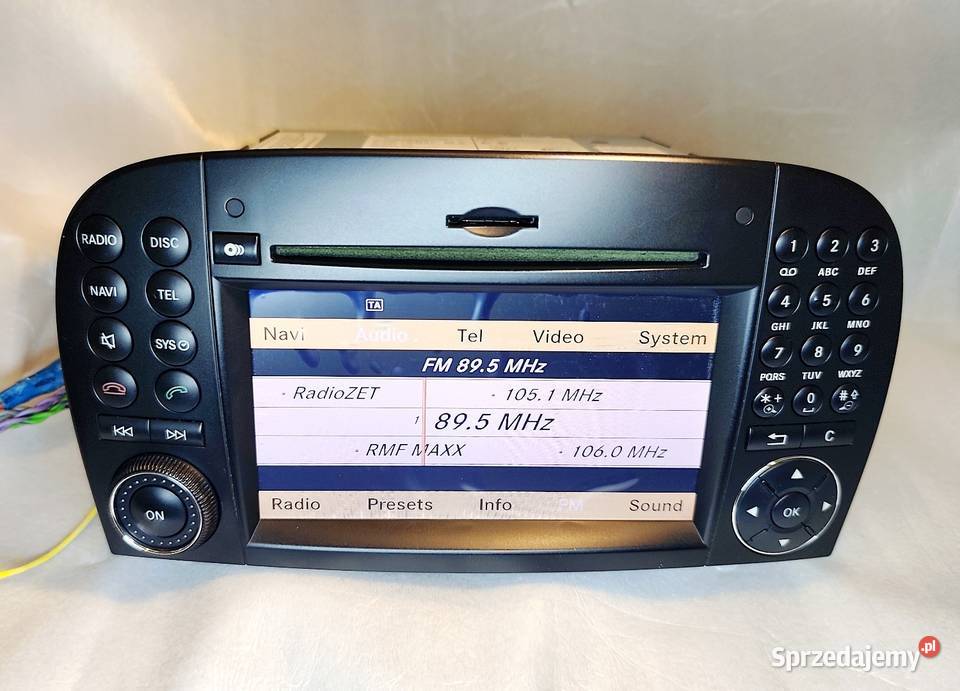 TA
Navi Audio Tel Video System
FM 89.5 MHz
RadioZET 105.1 MHz
1 89.5 MHz
RMF MAXX 106.0 MHz
Radio Presets Info FM Sound
RADIO DISC
NAVI TEL
SYS
ON
1 2 3
ABC DEF
4 5 6
GHI JKL MNO
7 8 9
PQRS TUV WXYZ
*+ 0 #
C
OK
Sprzedajemy.pl